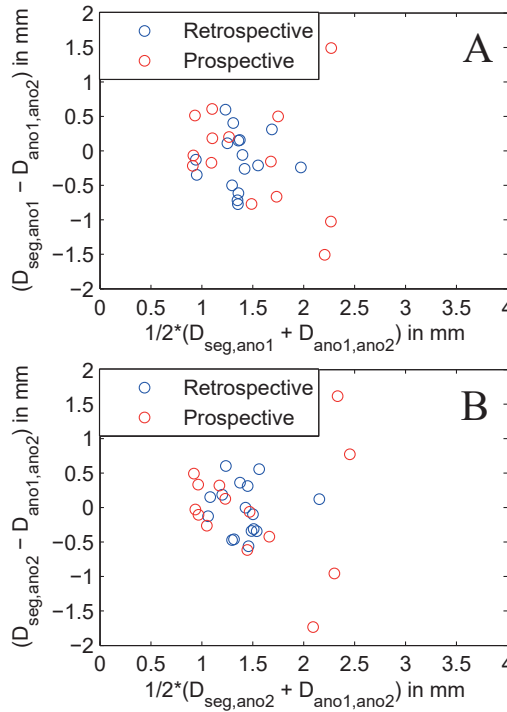 2
1.5
1
0.5
0
−0.5
−1
−1.5
−2
(D_seg,ano1 − D_ano1,ano2) in mm
Retrospective
Prospective
A
0 0.5 1 1.5 2 2.5 3 3.5 4
1/2*(D_seg,ano1 + D_ano1,ano2) in mm
2
1.5
1
0.5
0
−0.5
−1
−1.5
−2
(D_seg,ano2 − D_ano1,ano2) in mm
Retrospective
Prospective
B
0 0.5 1 1.5 2 2.5 3 3.5 4
1/2*(D_seg,ano2 + D_ano1,ano2) in mm